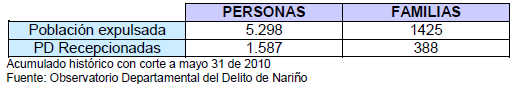 PERSONAS FAMILIAS
Población expulsada 5.298 1425
PD Recepcionadas 1.587 388
Acumulado histórico con corte a mayo 31 de 2010
Fuente: Observatorio Departamental del Delito de Nariño